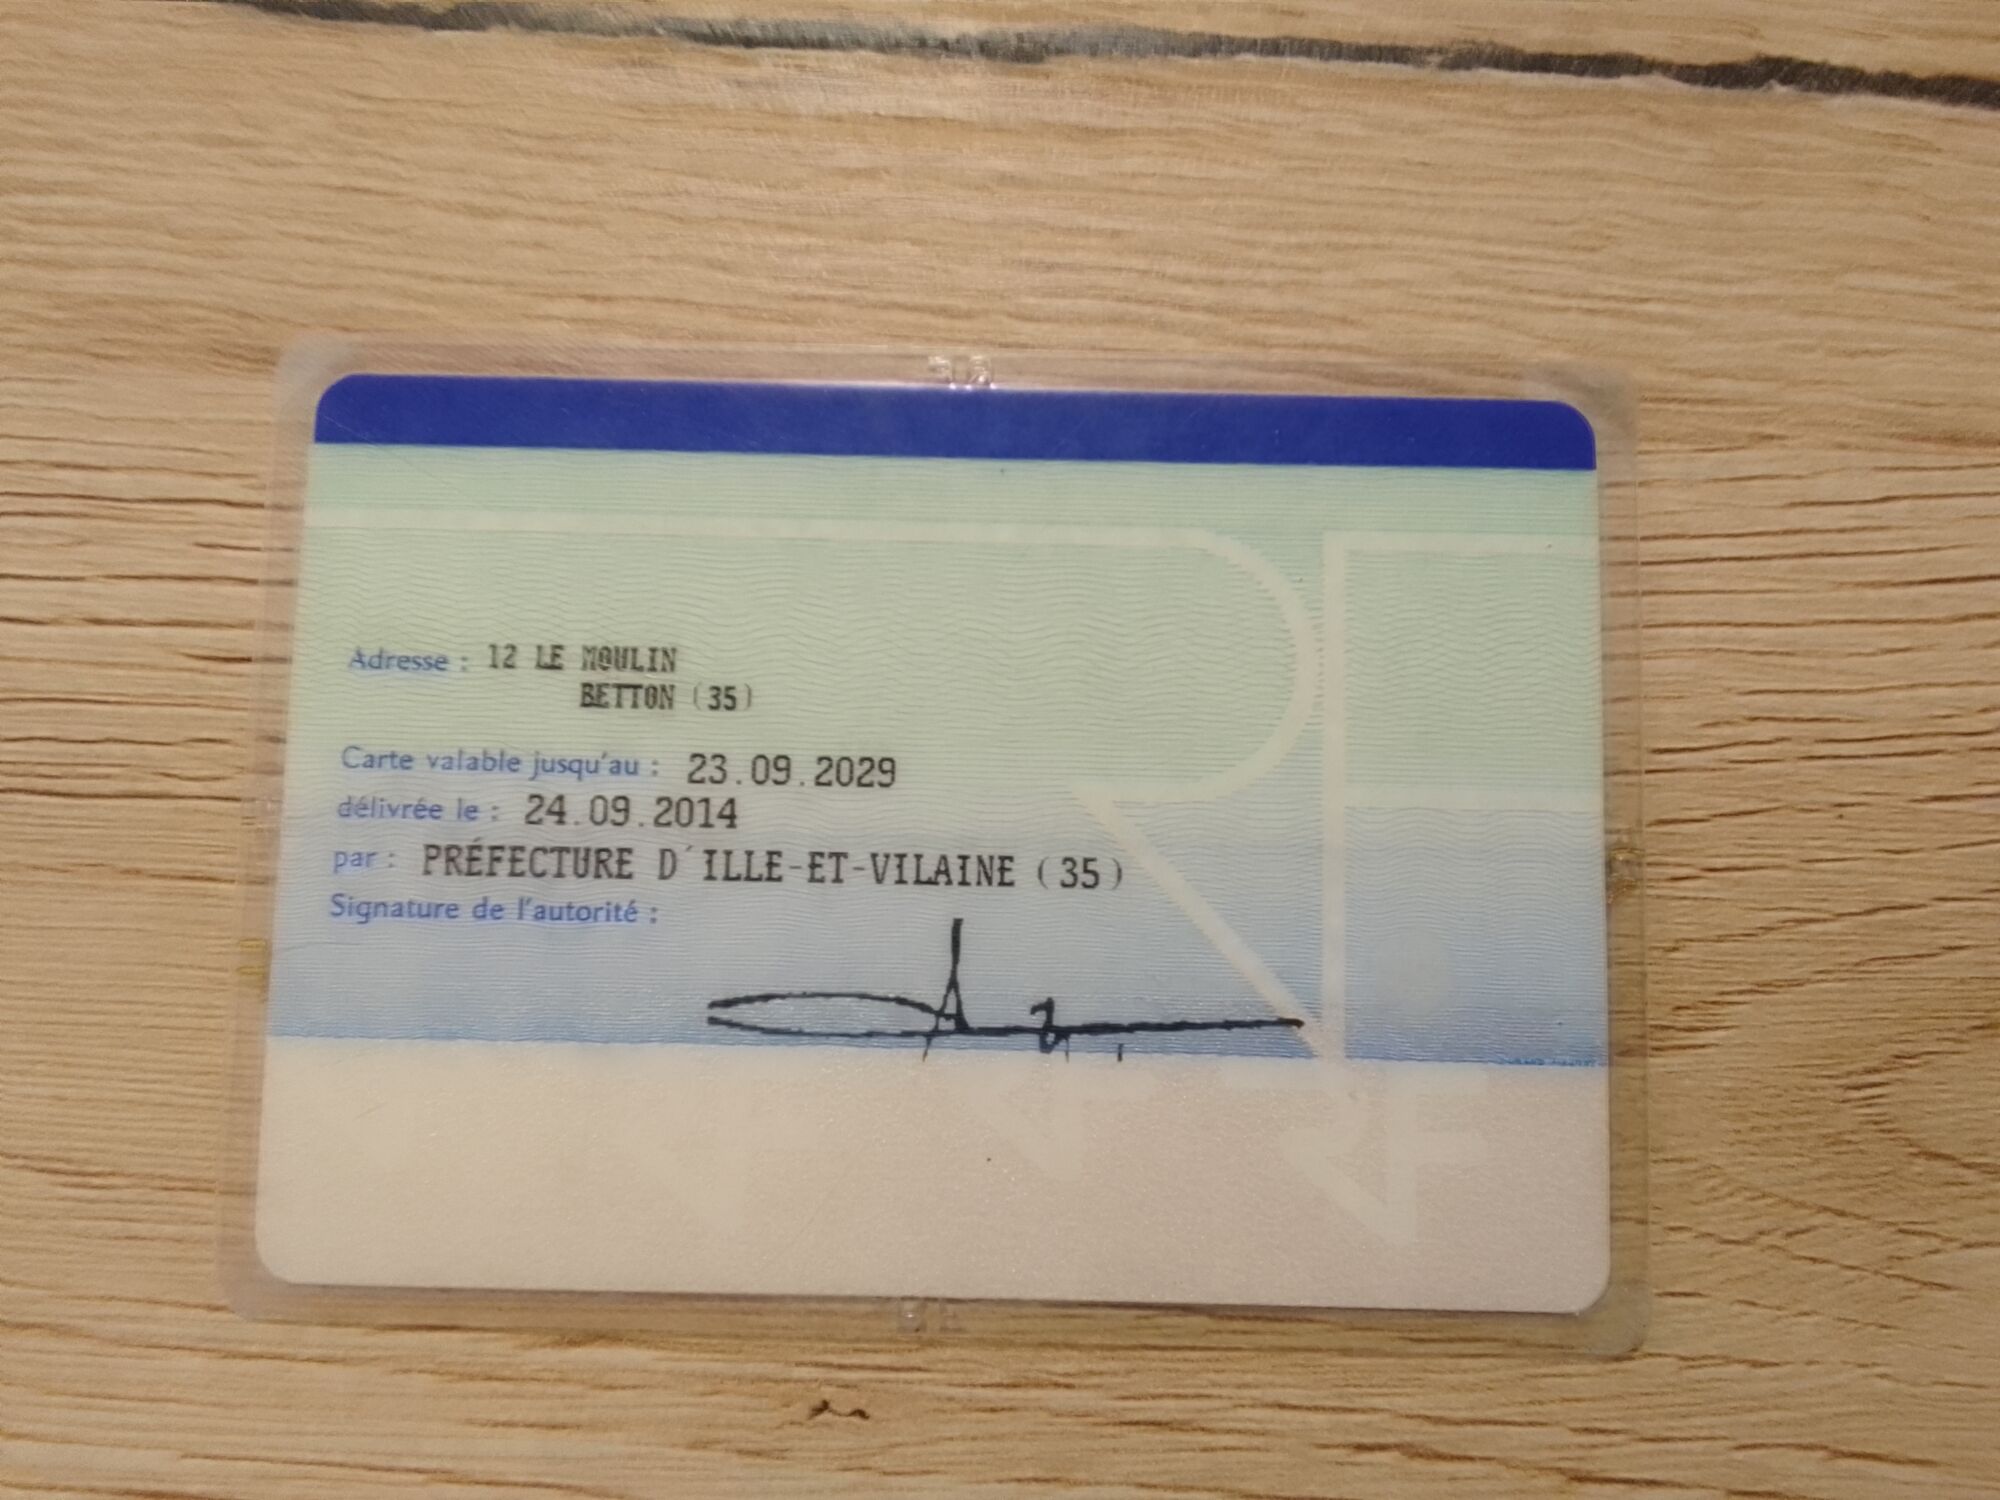 Adresse : 12 LE MOULIN
BETTON (35)
Carte valable jusqu'au : 23.09.2029
délivrée le : 24.09.2014
par : PRÉFECTURE D'ILLE-ET-VILAINE (35)
Signature de l'autorité :
RF